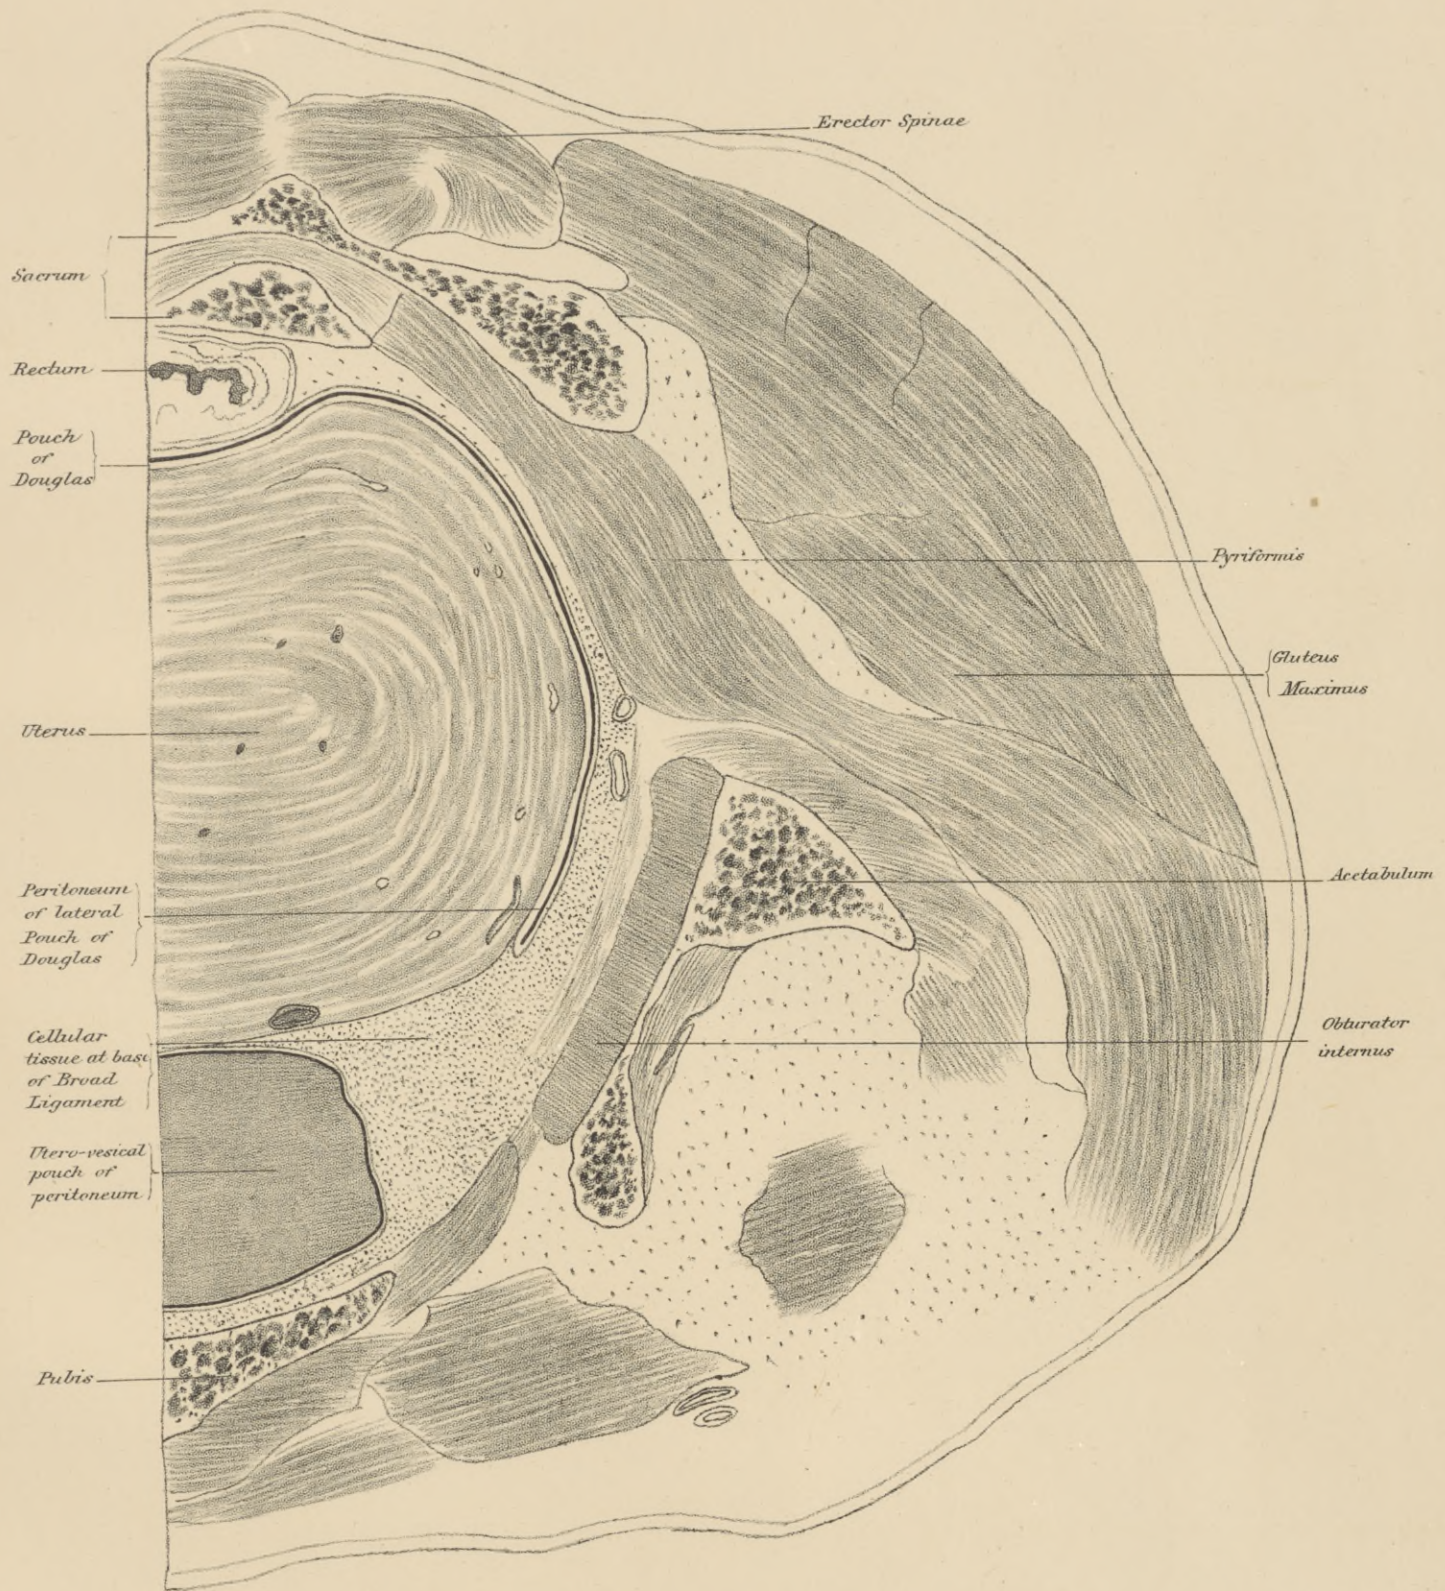 Erector Spinae
Sacrum
Rectum
Pouch
of
Douglas
Pyriformis
Gluteus
Maximus
Uterus
Acetabulum
Peritoneum
of lateral
Pouch of
Douglas
Obturator
internus
Cellular
tissue at base
of Broad
Ligament
Utero-vesical
pouch of
peritoneum
Pubis